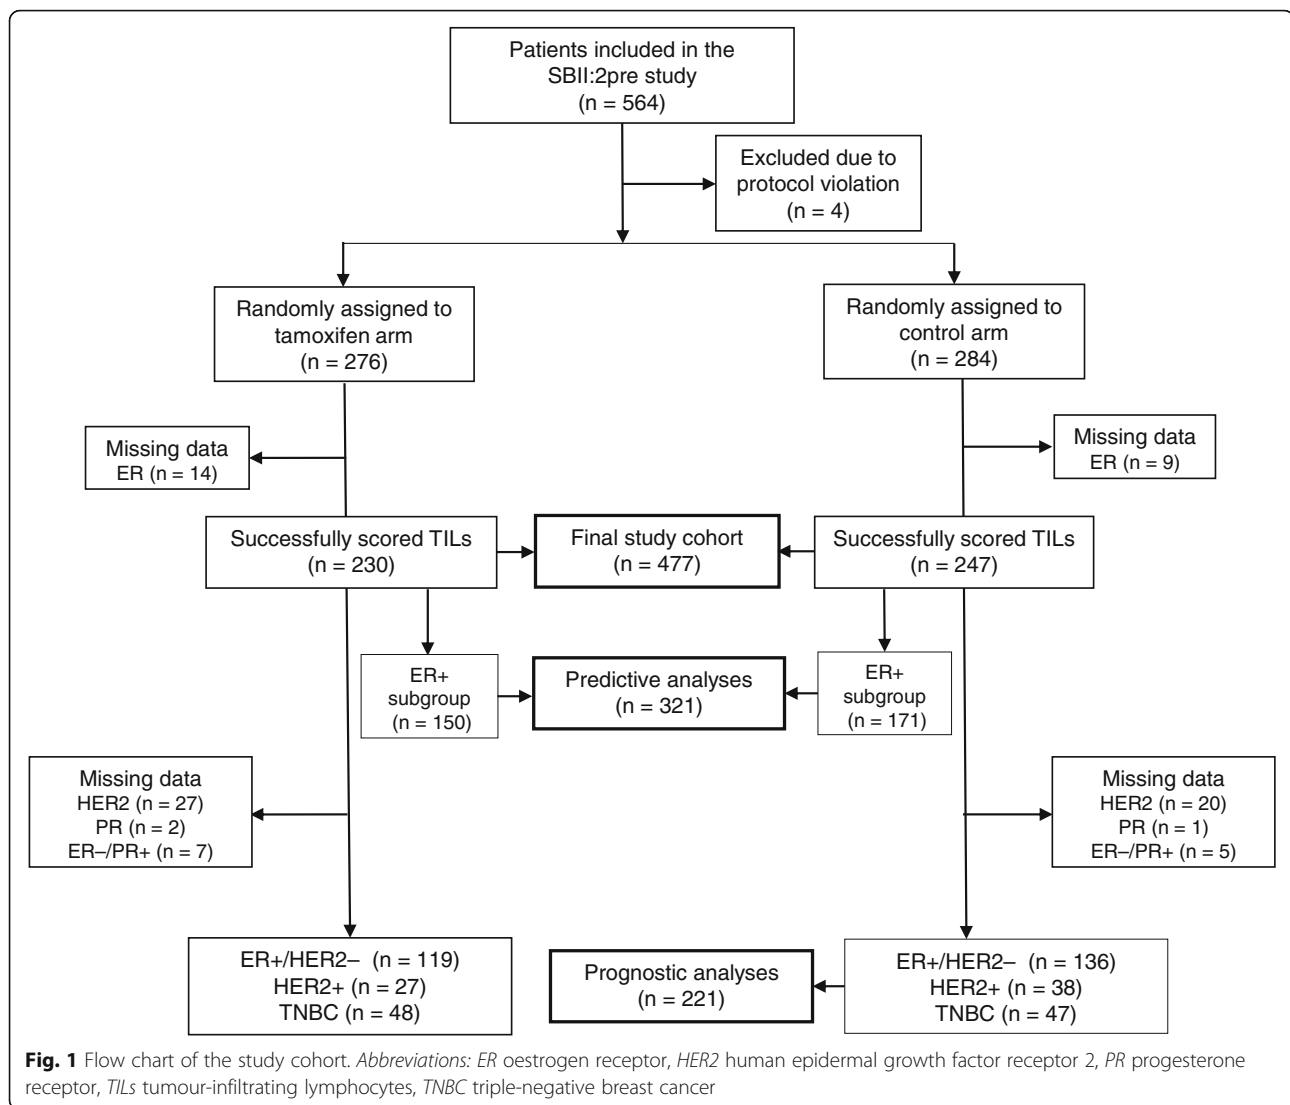 Patients included in the
SBII:2pre study
(n = 564)
Excluded due to
protocol violation
(n = 4)
Randomly assigned to
tamoxifen arm
(n = 276)
Randomly assigned to
control arm
(n = 284)
Missing data
ER (n = 14)
Missing data
ER (n = 9)
Successfully scored TILs
(n = 230)
Final study cohort
(n = 477)
Successfully scored TILs
(n = 247)
ER+
subgroup
(n = 150)
Predictive analyses
(n = 321)
ER+
subgroup
(n = 171)
Missing data
HER2 (n = 27)
PR (n = 2)
ER–/PR+ (n = 7)
Missing data
HER2 (n = 20)
PR (n = 1)
ER–/PR+ (n = 5)
ER+/HER2– (n = 119)
HER2+ (n = 27)
TNBC (n = 48)
Prognostic analyses
(n = 221)
ER+/HER2– (n = 136)
HER2+ (n = 38)
TNBC (n = 47)
Fig. 1 Flow chart of the study cohort. Abbreviations: ER oestrogen receptor, HER2 human epidermal growth factor receptor 2, PR progesterone
receptor, TILs tumour-infiltrating lymphocytes, TNBC triple-negative breast cancer